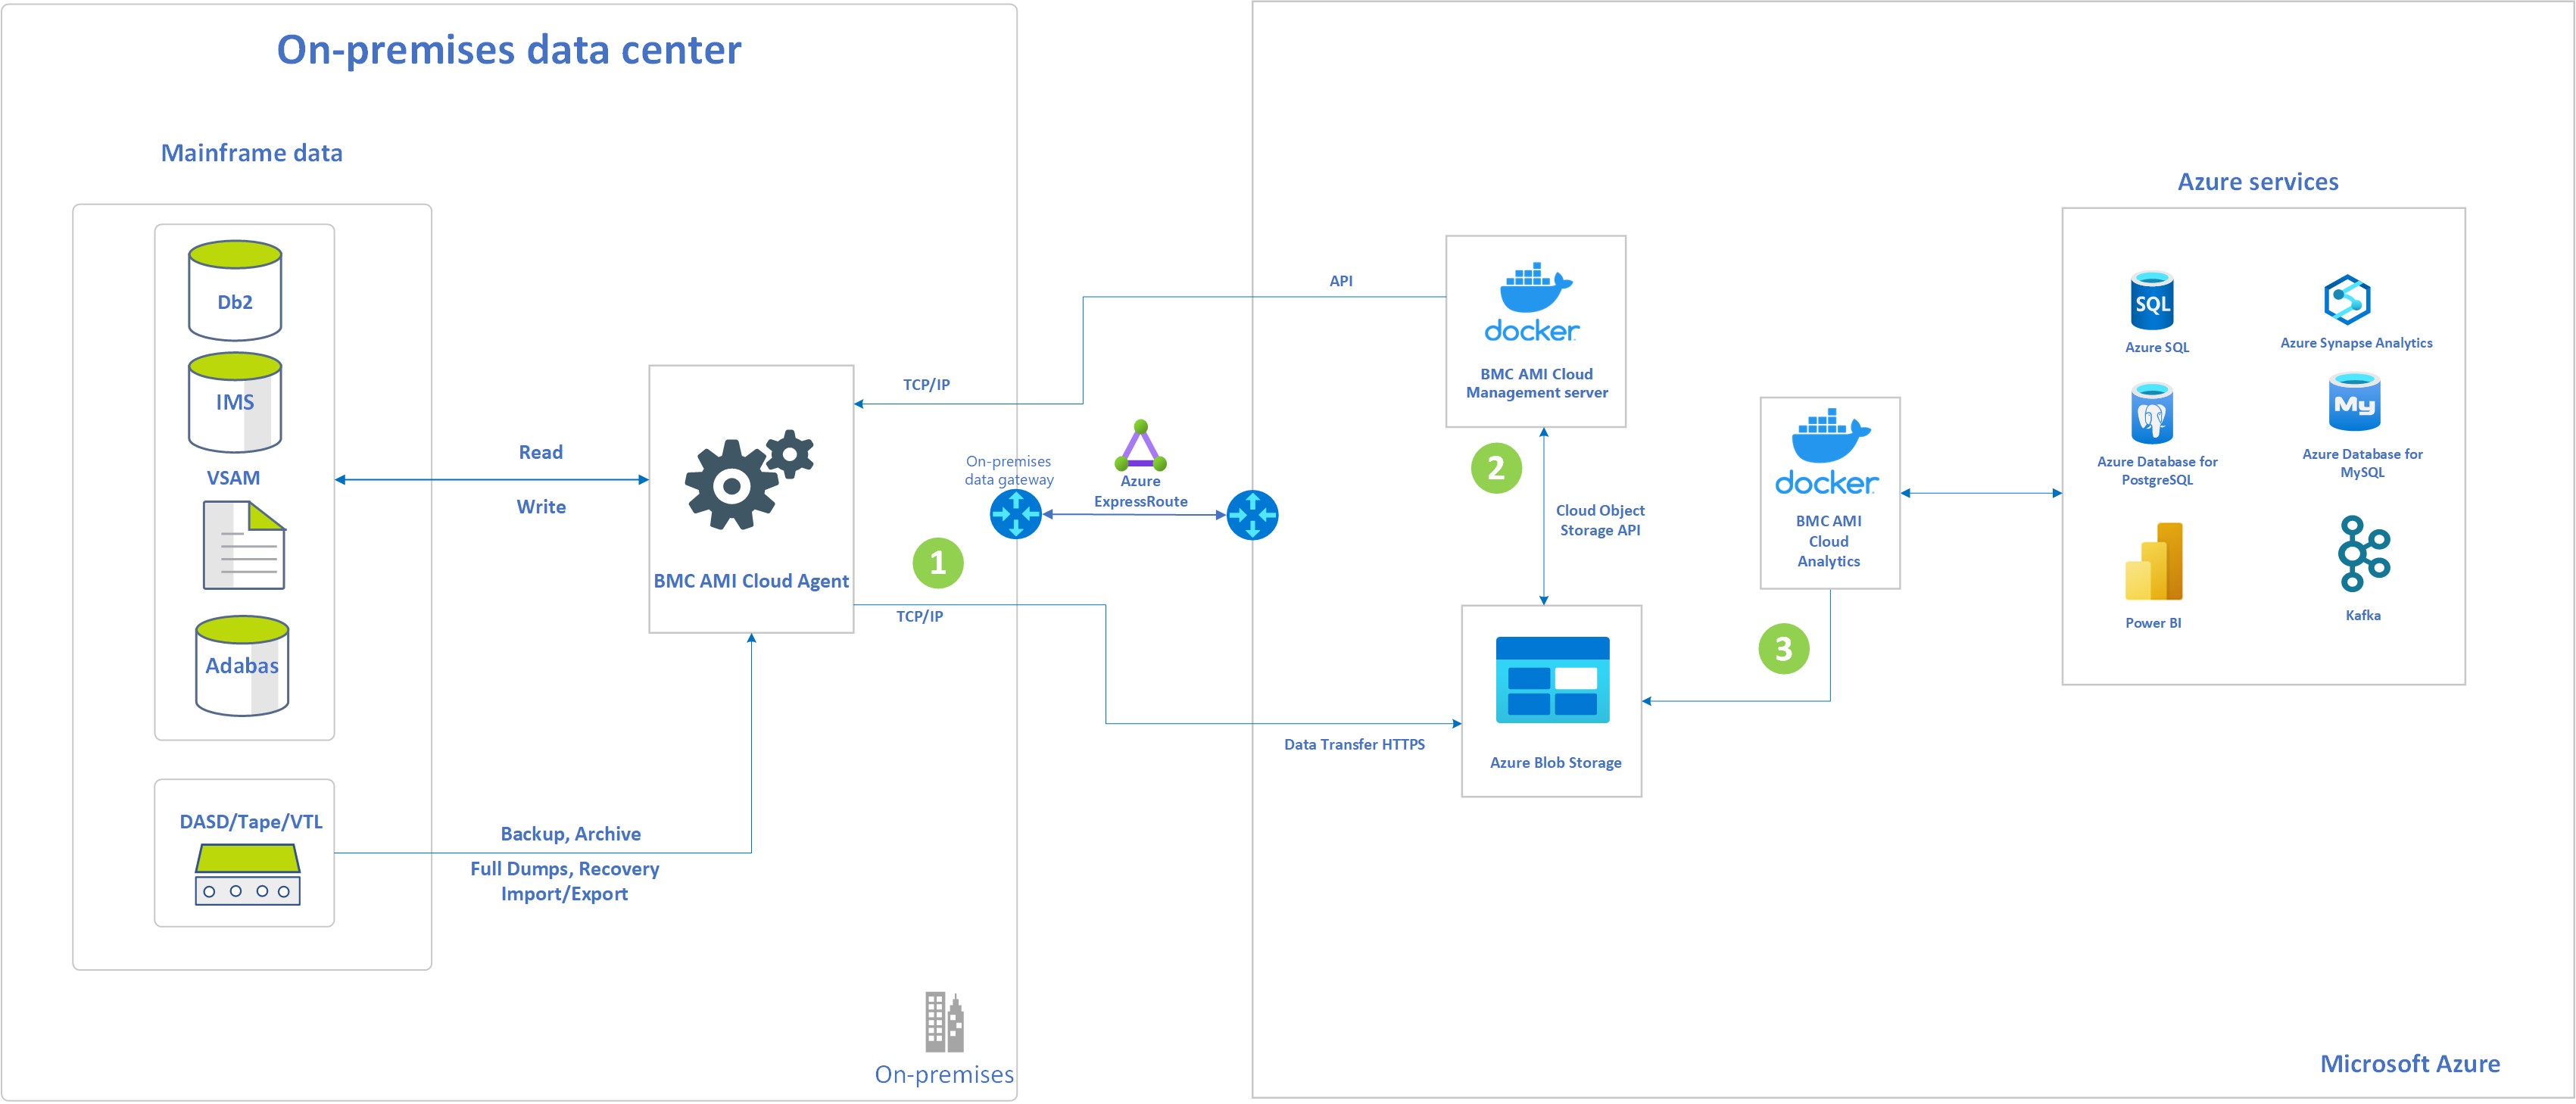 On-premises data center
Mainframe data
Db2
IMS
VSAM
Adabas
DASD/Tape/VTL
Read
Write
Backup, Archive
Full Dumps, Recovery
Import/Export
BMC AMI Cloud Agent
TCP/IP
1
TCP/IP
On-premises
data gateway
Azure
ExpressRoute
On-premises
API
Data Transfer HTTPS
docker
BMC AMI Cloud
Management server
2
Cloud Object
Storage API
Azure Blob Storage
docker
BMC AMI
Cloud
Analytics
3
Azure services
SQL
Azure SQL
Azure Synapse Analytics
Azure Database for
PostgreSQL
My
Azure Database for
MySQL
Power BI
Kafka
Microsoft Azure